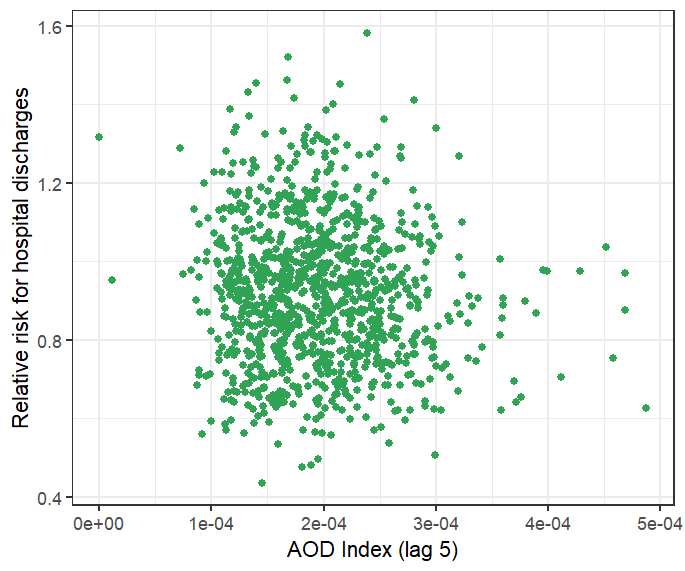 Relative risk for hospital discharges
1.6
1.2
0.8
0.4
0e+00 1e-04 2e-04 3e-04 4e-04 5e-04
AOD Index (lag 5)